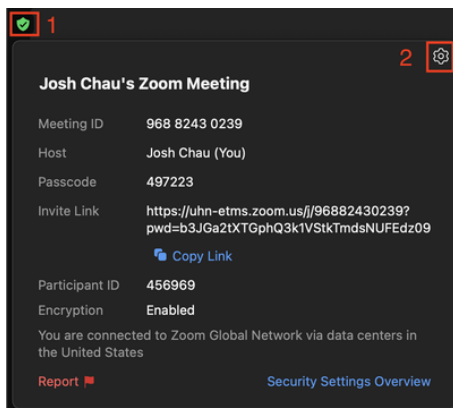 1
2
Josh Chau's Zoom Meeting
Meeting ID 968 8243 0239
Host Josh Chau (You)
Passcode 497223
Invite Link https://uhn-etms.zoom.us/j/96882430239?
pwd=b3JGa2tXTGphQ3k1VStkTmdsNUFEdz09
Copy Link
Participant ID 456969
Encryption Enabled
You are connected to Zoom Global Network via data centers in
the United States
Report Security Settings Overview